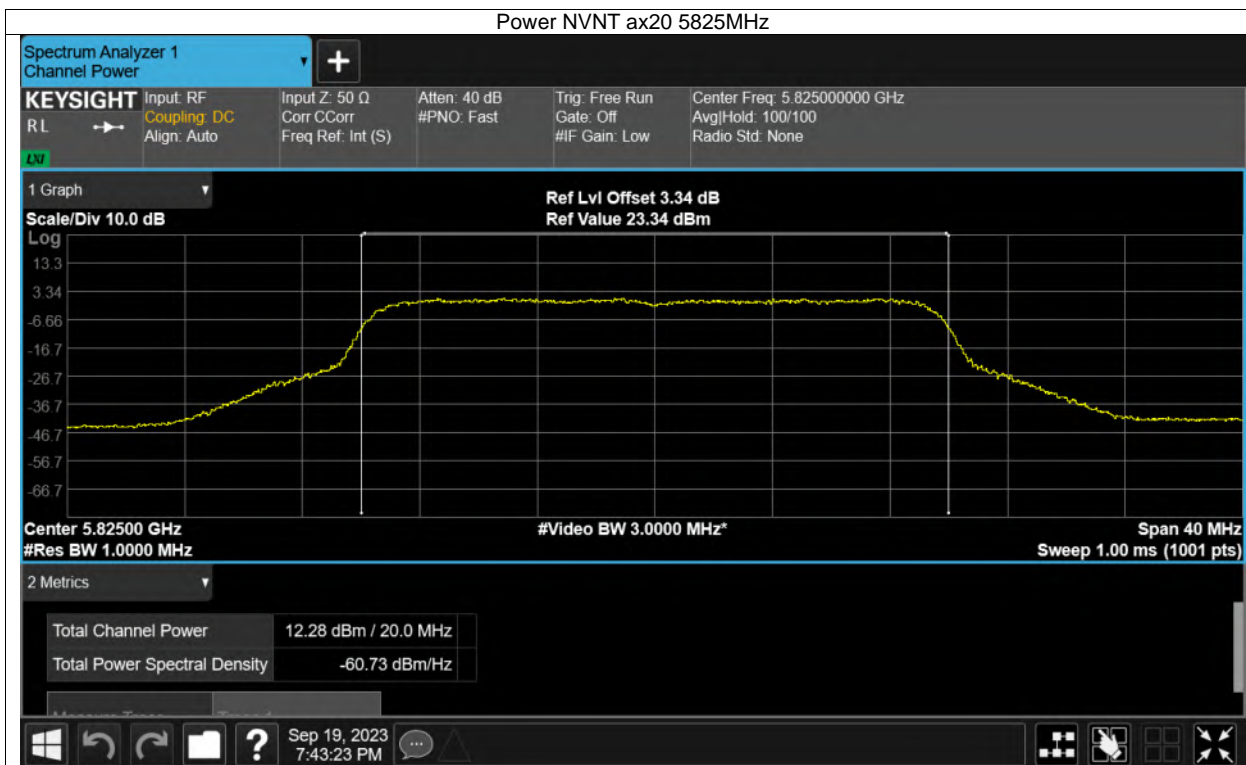 Power NVNT ax20 5825MHz
Spectrum Analyzer 1
Channel Power
+
KEYSIGHT
RL
LXI
Input: RF
Coupling: DC
Align: Auto
Input Z: 50 Ω
Corr CCorr
Freq Ref: Int (S)
Atten: 40 dB
#PNO: Fast
Trig: Free Run
Gate: Off
#IF Gain: Low
Center Freq: 5.825000000 GHz
Avg|Hold: 100/100
Radio Std: None
1 Graph
Scale/Div 10.0 dB
Ref Lvl Offset 3.34 dB
Ref Value 23.34 dBm
Log
13.3
3.34
-6.66
-16.7
-26.7
-36.7
-46.7
-56.7
-66.7
Center 5.82500 GHz
#Video BW 3.0000 MHz*
Span 40 MHz
#Res BW 1.0000 MHz
Sweep 1.00 ms (1001 pts)
2 Metrics
Total Channel Power 12.28 dBm / 20.0 MHz
Total Power Spectral Density -60.73 dBm/Hz
?
Sep 19, 2023
7:43:23 PM